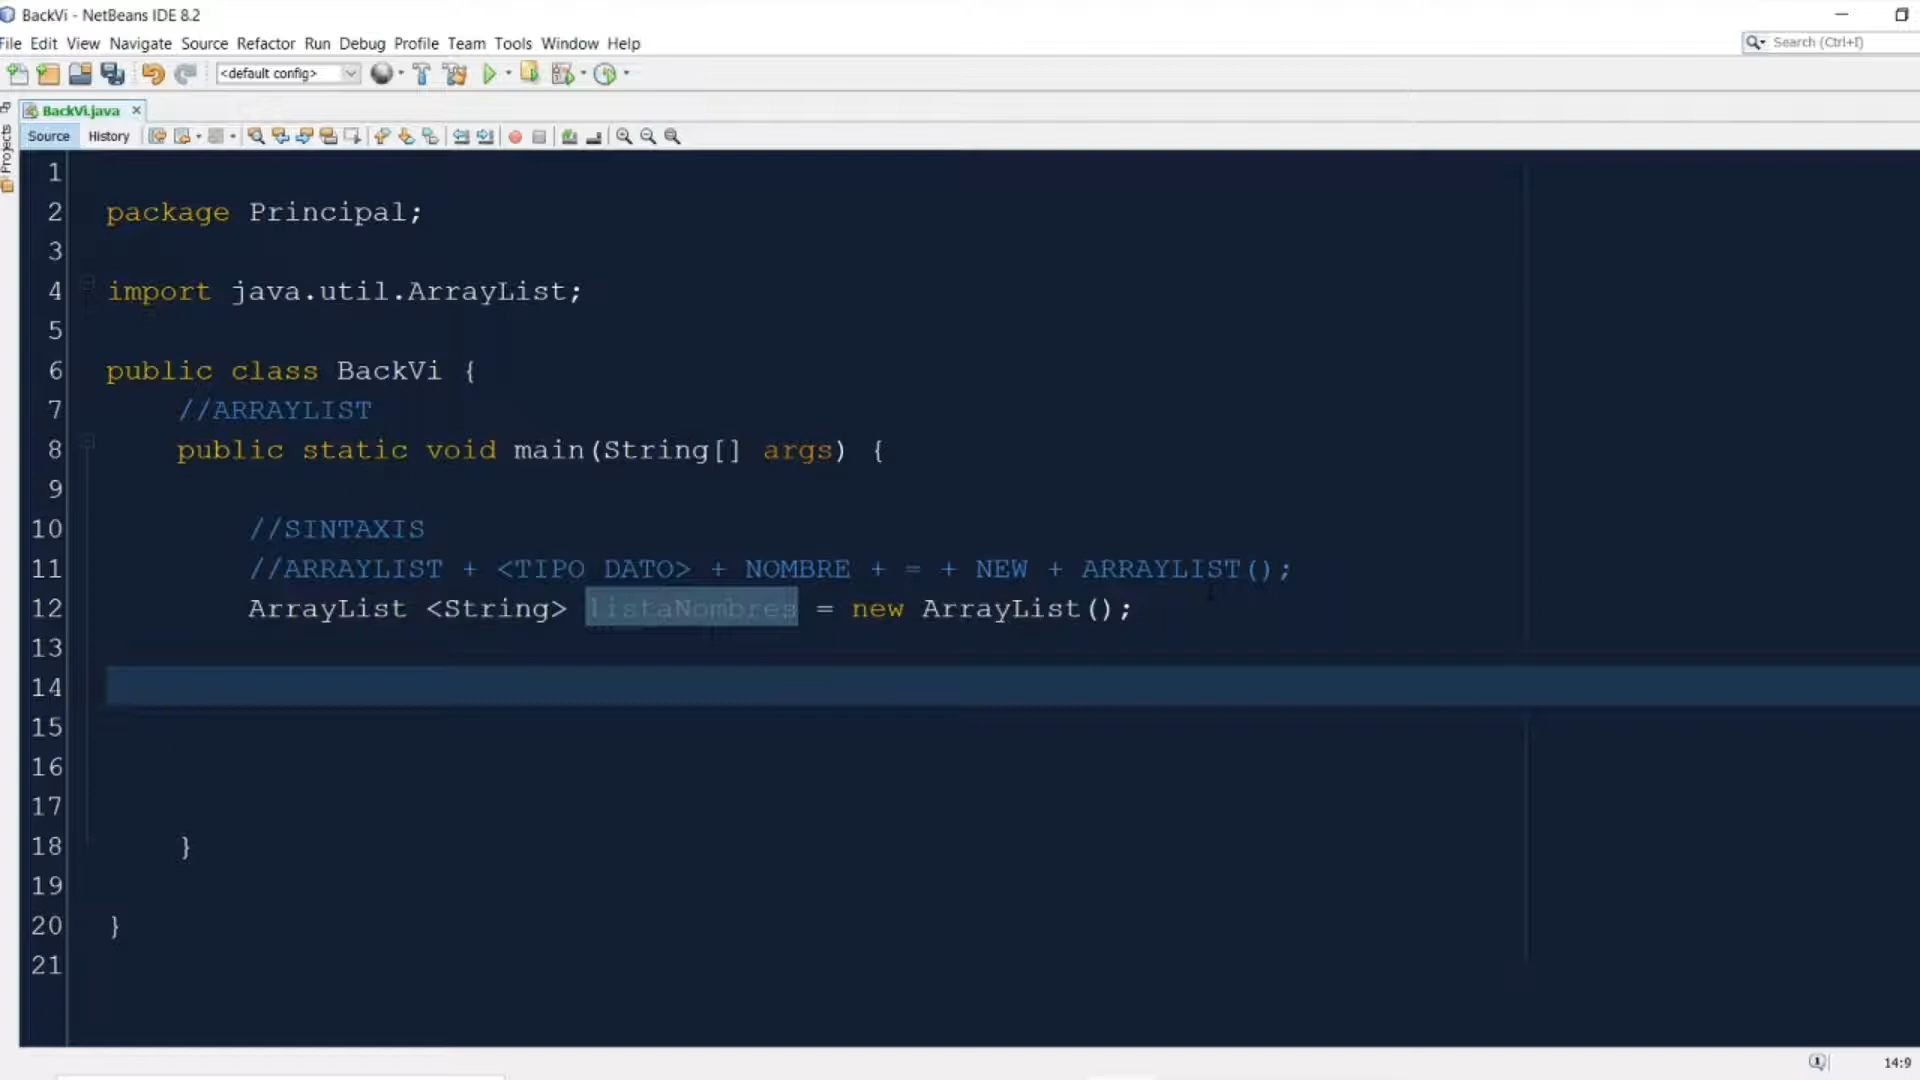 BackVi - NetBeans IDE 8.2
File Edit View Navigate Source Refactor Run Debug Profile Team Tools Window Help
Search (Ctrl+I)
<default config>
BackVi.java
Projects
Source History
1
2 package Principal;
3
4 import java.util.ArrayList;
5
6 public class BackVi {
7 //ARRAYLIST
8 public static void main(String[] args) {
9
10 //SINTAXIS
11 //ARRAYLIST + <TIPO DATO> + NOMBRE + = + NEW + ARRAYLIST();
12 ArrayList <String> listaNombres = new ArrayList();
13
14
15
16
17
18 }
19
20 }
21
14:9